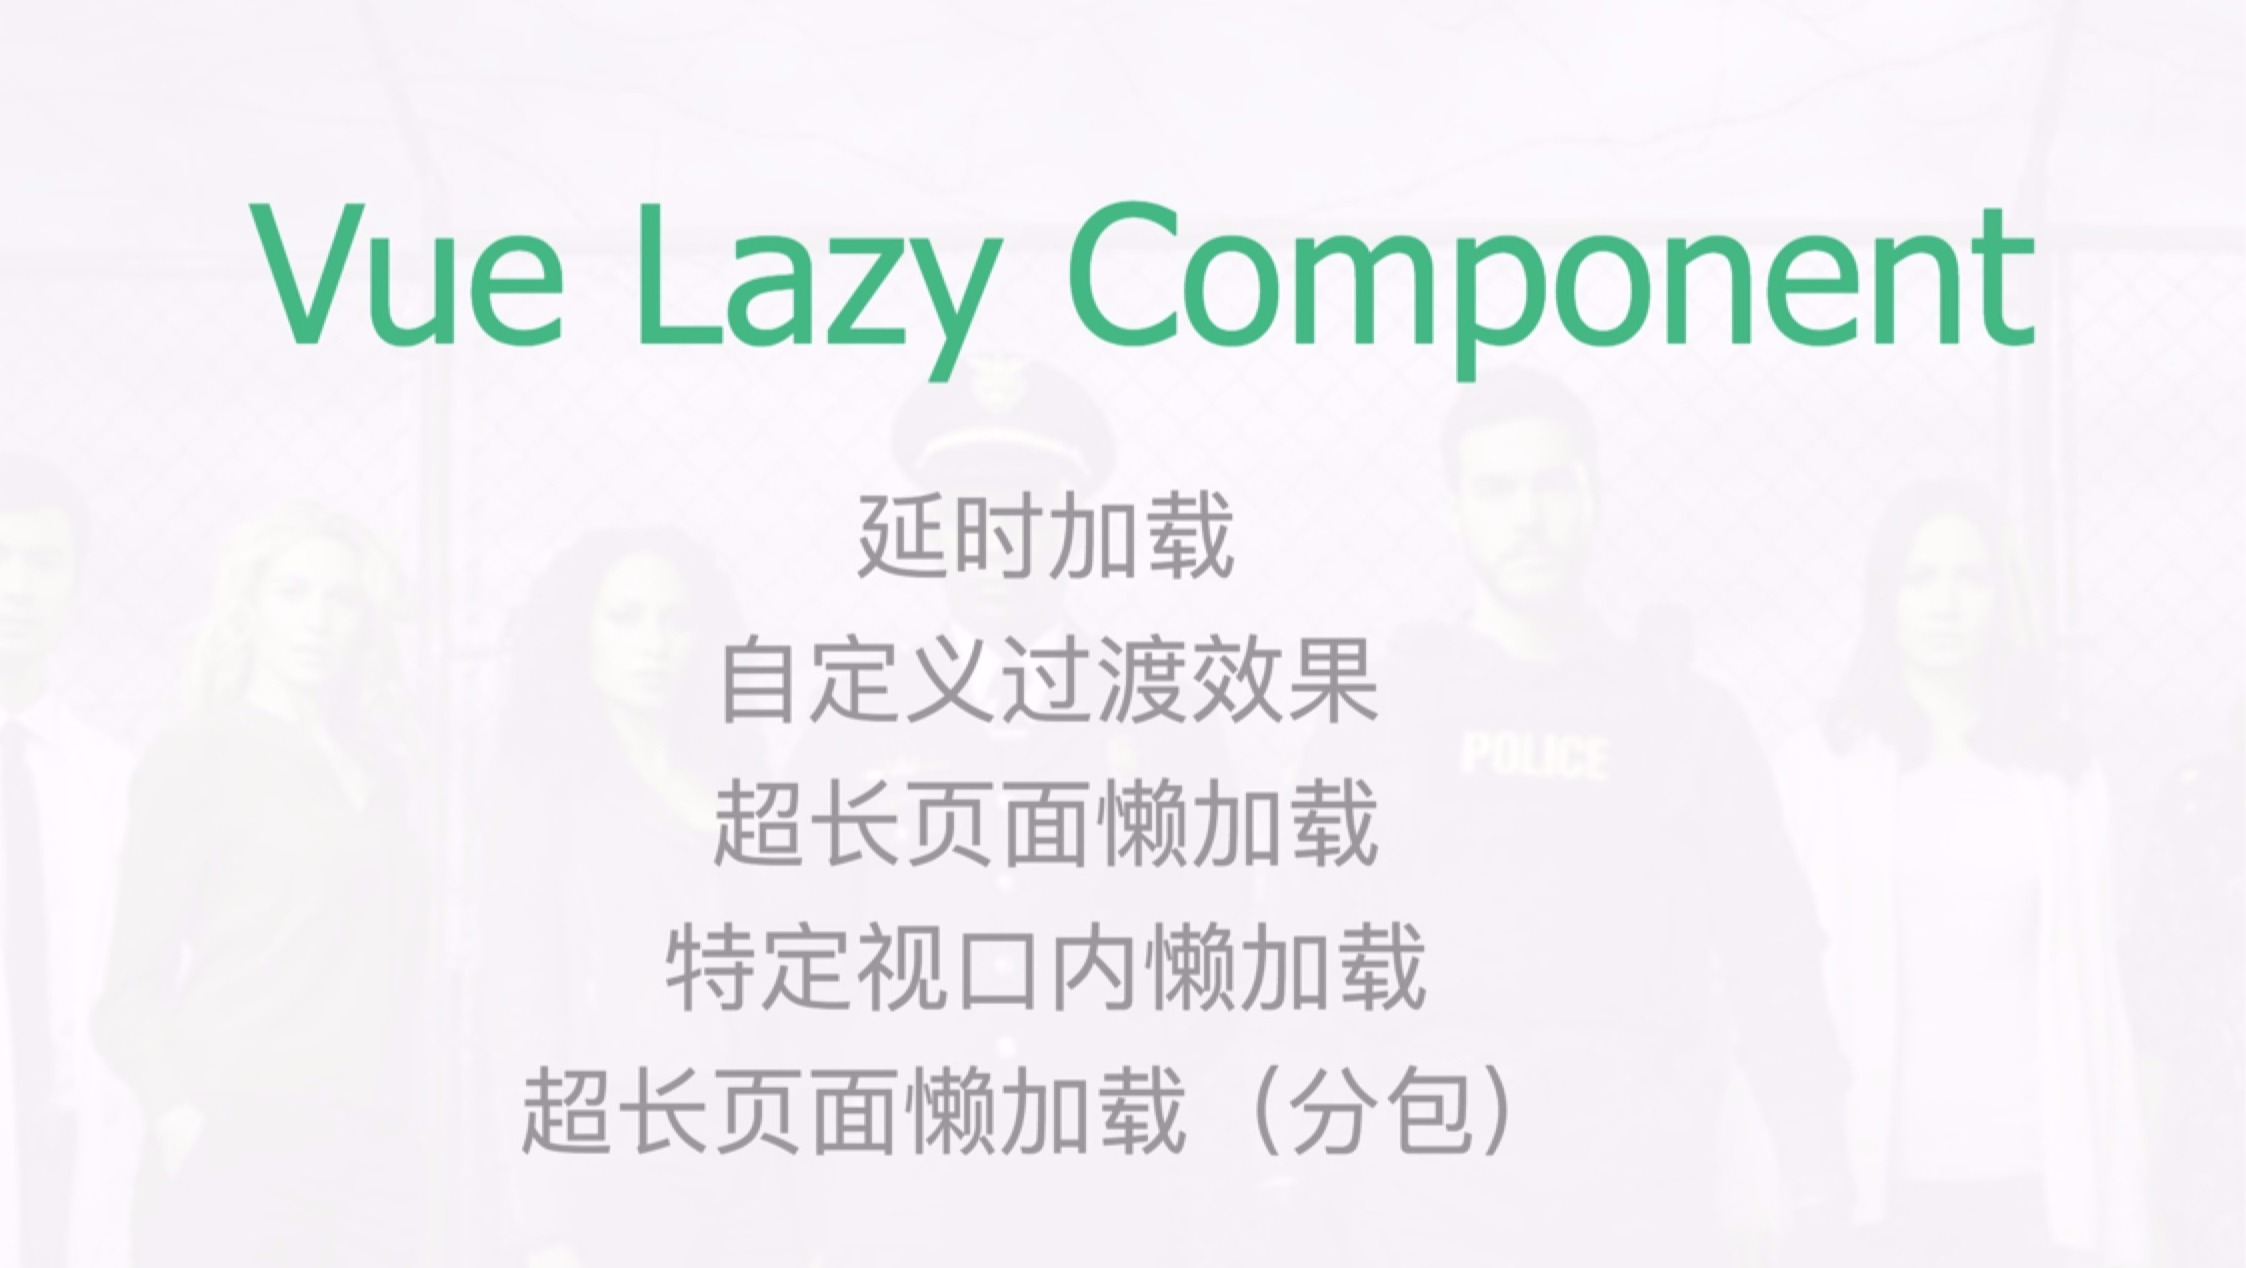 Vue Lazy Component
延时加载
自定义过渡效果
POLICE
超长页面懒加载
特定视口内懒加载
超长页面懒加载（分包）